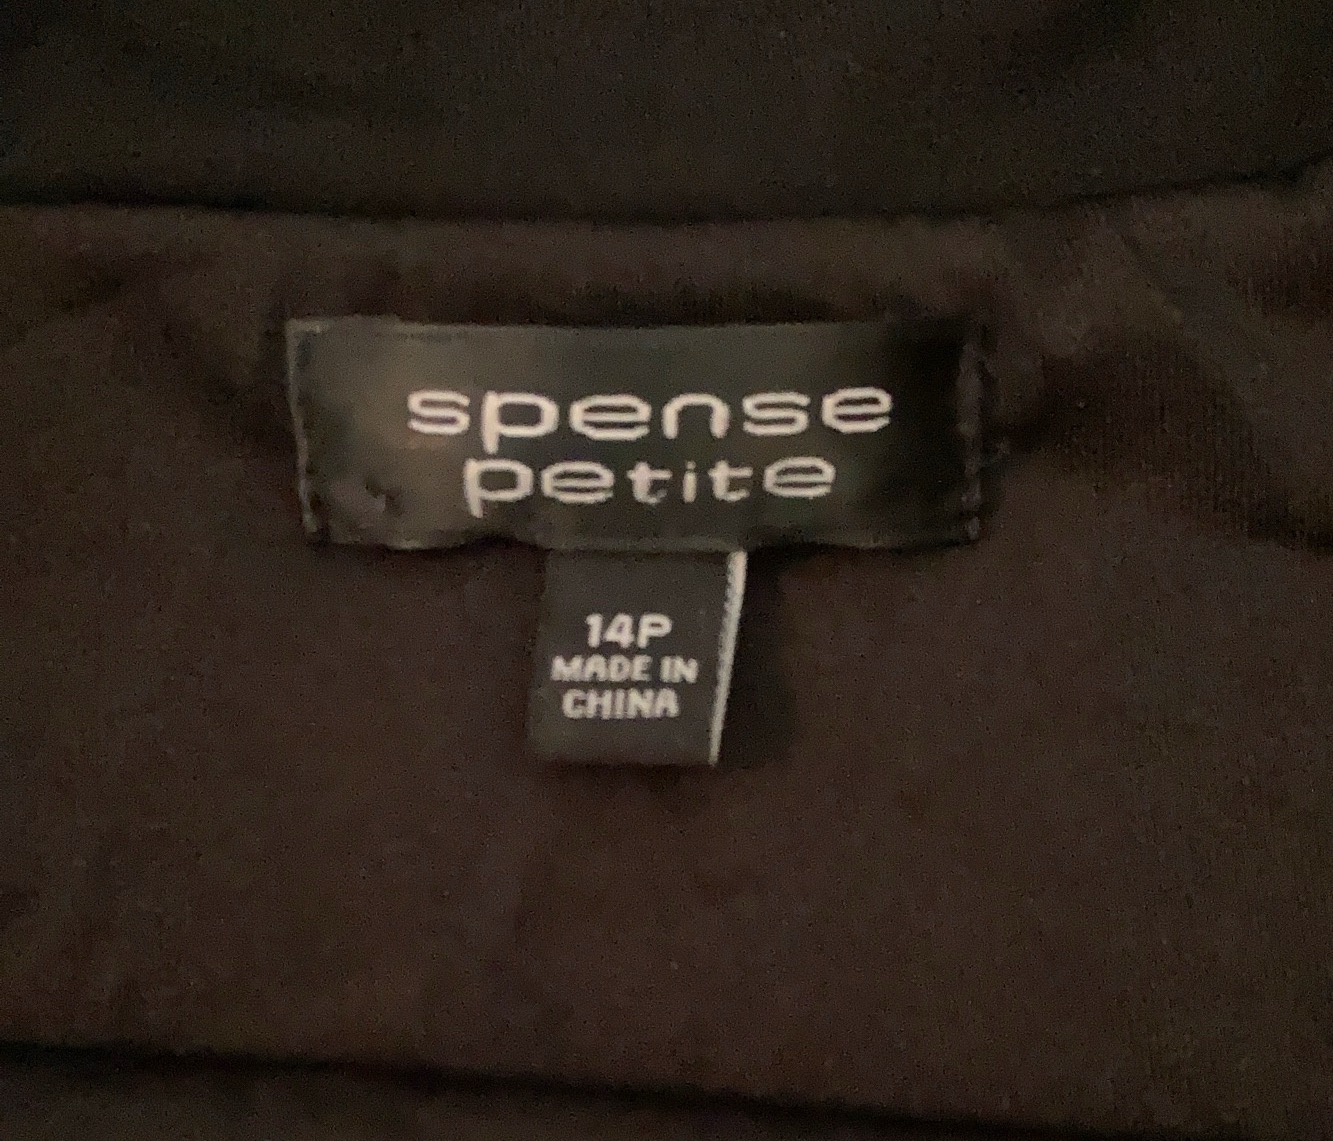 spense
petite
14P
MADE IN
CHINA